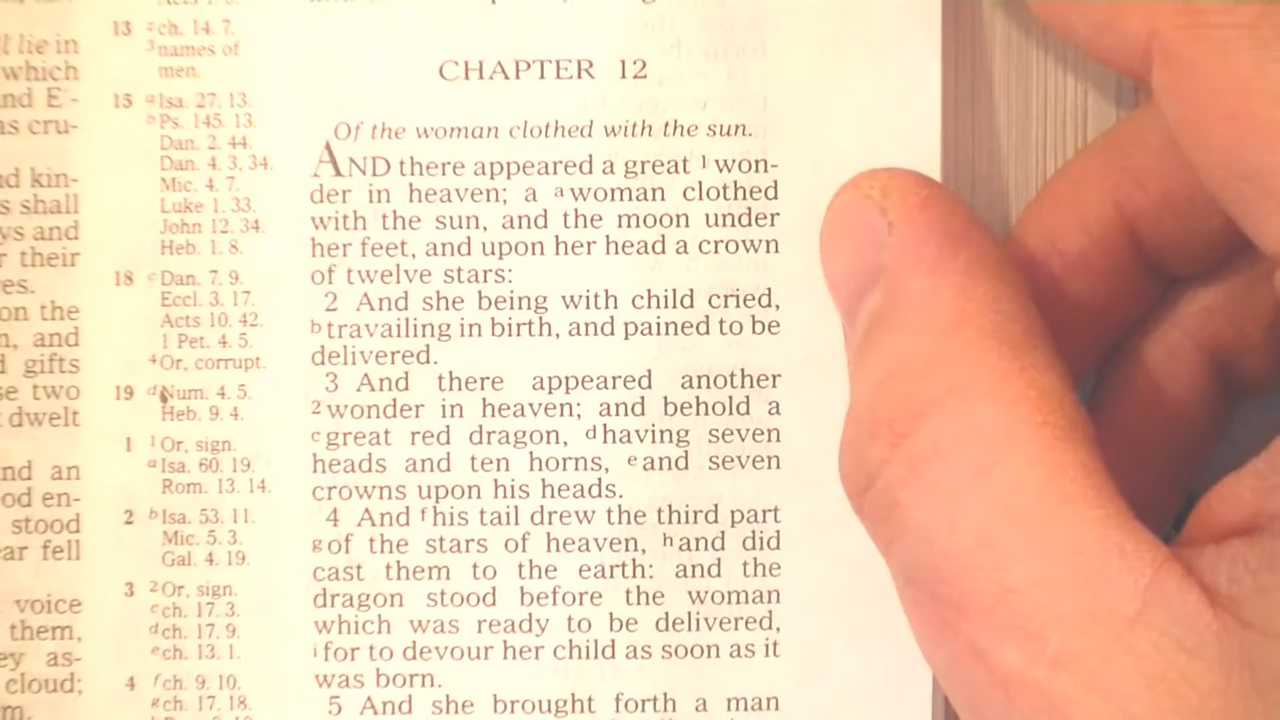 l lie in
which
nd E-
as cru-
nd kin-
s shall
ys and
r their
es.
on the
n, and
d gifts
se two
t dwelt
nd an
od en-
stood
ar fell
voice
them,
ey as-
cloud;
m.
13 z ch. 14. 7.
3 names of
men.
15 a Isa. 27. 13.
b Ps. 145. 13.
Dan. 2. 44.
Dan. 4. 3, 34.
Mic. 4. 7.
Luke 1. 33.
John 12. 34.
Heb. 1. 8.
18 c Dan. 7. 9.
Eccl. 3. 17.
Acts 10. 42.
1 Pet. 4. 5.
4 Or, corrupt.
19 d Num. 4. 5.
Heb. 9. 4.
1 1 Or, sign.
a Isa. 60. 19.
Rom. 13. 14.
2 b Isa. 53. 11.
Mic. 5. 3.
Gal. 4. 19.
3 2 Or, sign.
c ch. 17. 3.
d ch. 17. 9.
e ch. 13. 1.
4 f ch. 9. 10.
g ch. 17. 18.
CHAPTER 12
Of the woman clothed with the sun.
AND there appeared a great 1 won-
der in heaven; a a woman clothed
with the sun, and the moon under
her feet, and upon her head a crown
of twelve stars:
2 And she being with child cried,
b travailing in birth, and pained to be
delivered.
3 And there appeared another
2 wonder in heaven; and behold a
c great red dragon, d having seven
heads and ten horns, e and seven
crowns upon his heads.
4 And f his tail drew the third part
g of the stars of heaven, h and did
cast them to the earth: and the
dragon stood before the woman
which was ready to be delivered,
i for to devour her child as soon as it
was born.
5 And she brought forth a man